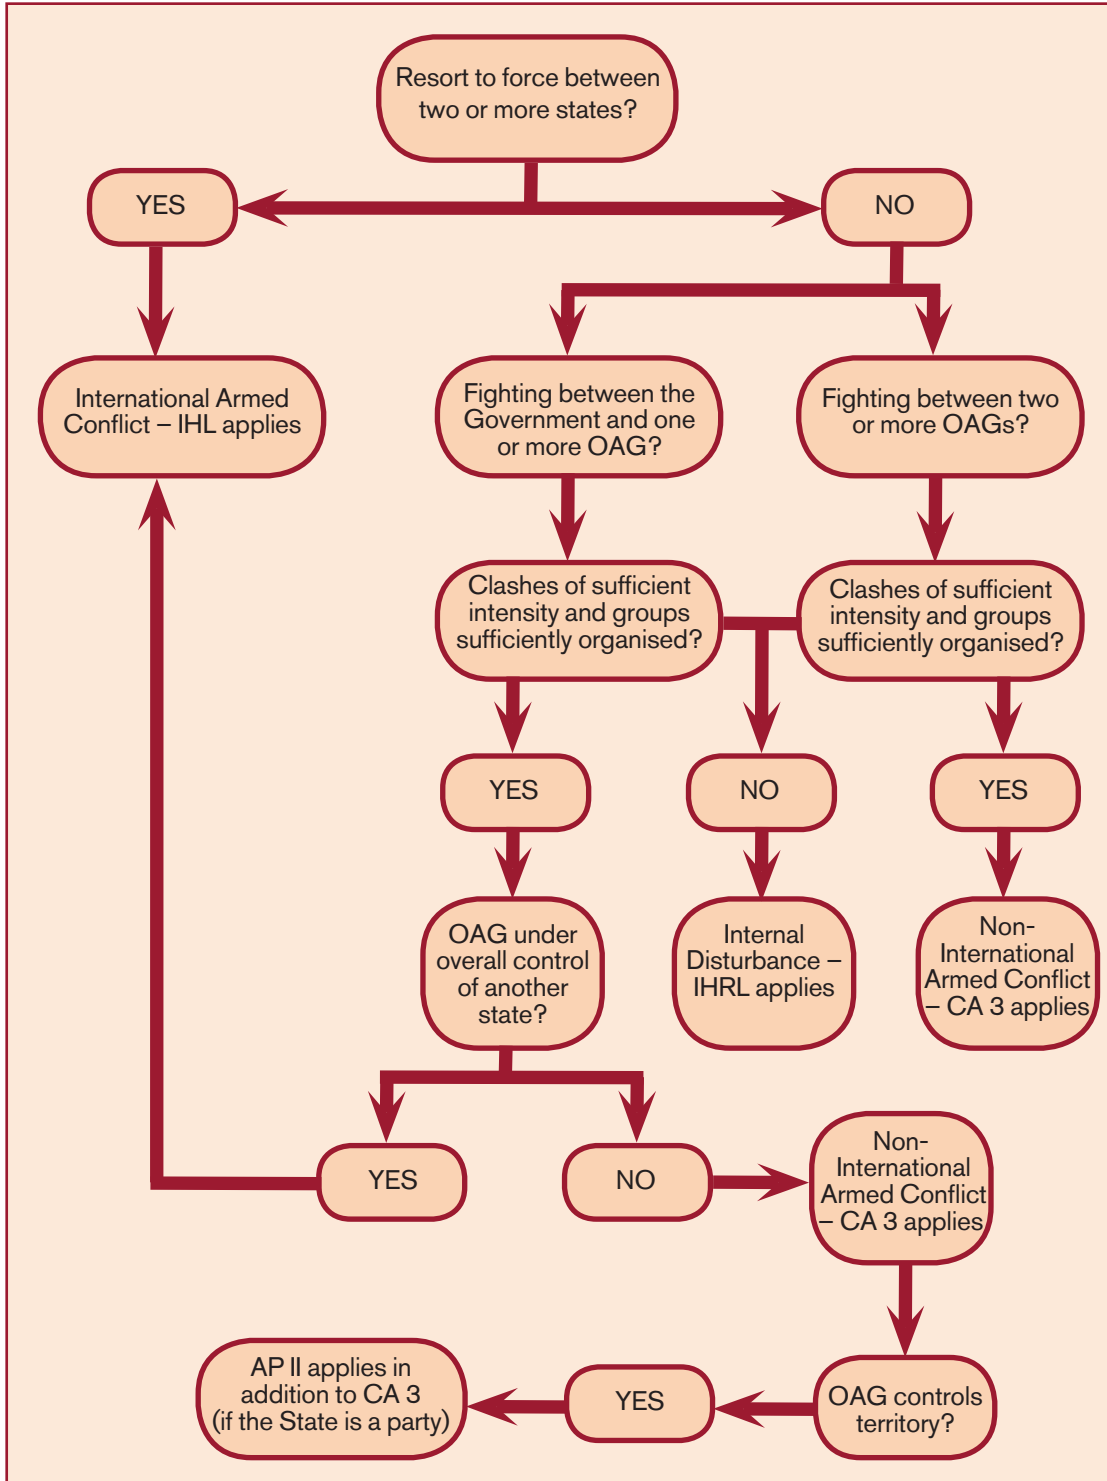 Resort to force between
two or more states?
YES
NO
International Armed
Conflict – IHL applies
Fighting between the
Government and one
or more OAG?
Fighting between two
or more OAGs?
Clashes of sufficient
intensity and groups
sufficiently organised?
Clashes of sufficient
intensity and groups
sufficiently organised?
YES
NO
YES
OAG under
overall control
of another
state?
Internal
Disturbance –
IHRL applies
Non-
International
Armed Conflict
– CA 3 applies
YES
NO
Non-
International
Armed Conflict
– CA 3 applies
AP II applies in
addition to CA 3
(if the State is a party)
YES
OAG controls
territory?